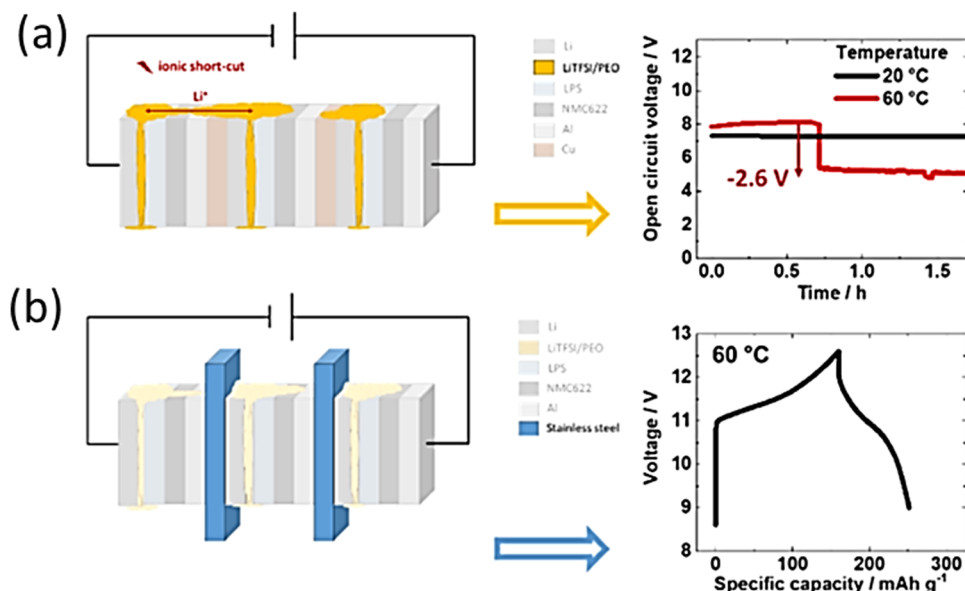 (a)
ionic short-cut
Li⁺
Li
LiTFSI/PEO
LPS
NMC622
Al
Cu
Open circuit voltage / V
12
10
8
6
4
2
0
Temperature
20 °C
60 °C
-2.6 V
0.0 0.5 1.0 1.5
Time / h
(b)
Li
LiTFSI/PEO
LPS
NMC622
Al
Stainless steel
Voltage / V
13
12
11
10
9
8
60 °C
0 100 200 300
Specific capacity / mAh g⁻¹